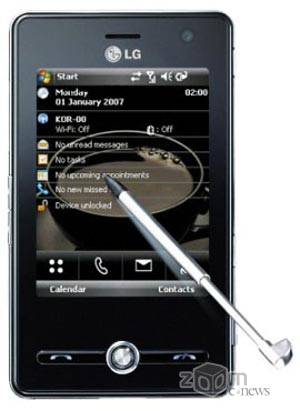 LG
Start
Monday 02:00
01 January 2007
KOR-00
Wi-Fi: Off : Off
No unread messages
No tasks
No upcoming appointments
No new missed
Device unlocked
Calendar Contacts
zoom
e-news